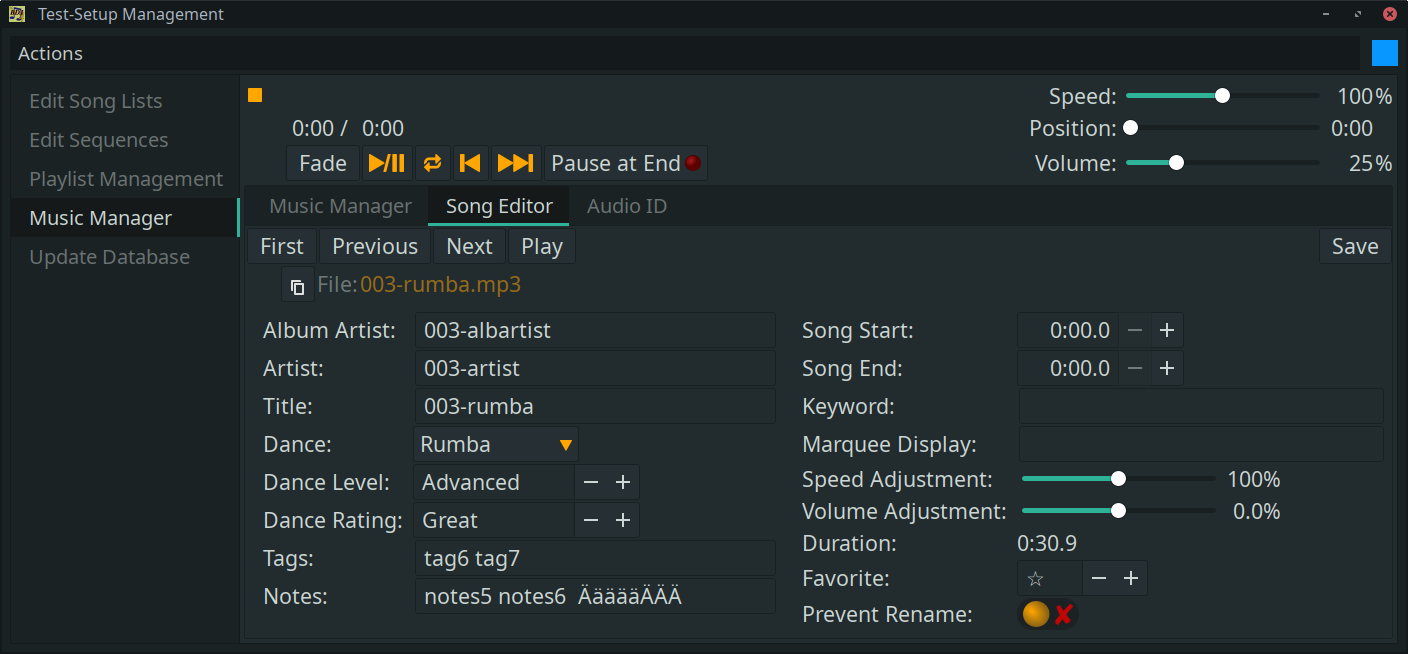 Test-Setup Management
Actions
Edit Song Lists
Edit Sequences
Playlist Management
Music Manager
Update Database
0:00 / 0:00
Fade
Pause at End
Speed: 100%
Position: 0:00
Volume: 25%
Music Manager Song Editor Audio ID
First Previous Next Play Save
File: 003-rumba.mp3
Album Artist: 003-albartist
Artist: 003-artist
Title: 003-rumba
Dance: Rumba
Dance Level: Advanced − +
Dance Rating: Great − +
Tags: tag6 tag7
Notes: notes5 notes6 ÄäääääÄÄÄ
Song Start: 0:00.0 − +
Song End: 0:00.0 − +
Keyword:
Marquee Display:
Speed Adjustment: 100%
Volume Adjustment: 0.0%
Duration: 0:30.9
Favorite: ☆ − +
Prevent Rename: